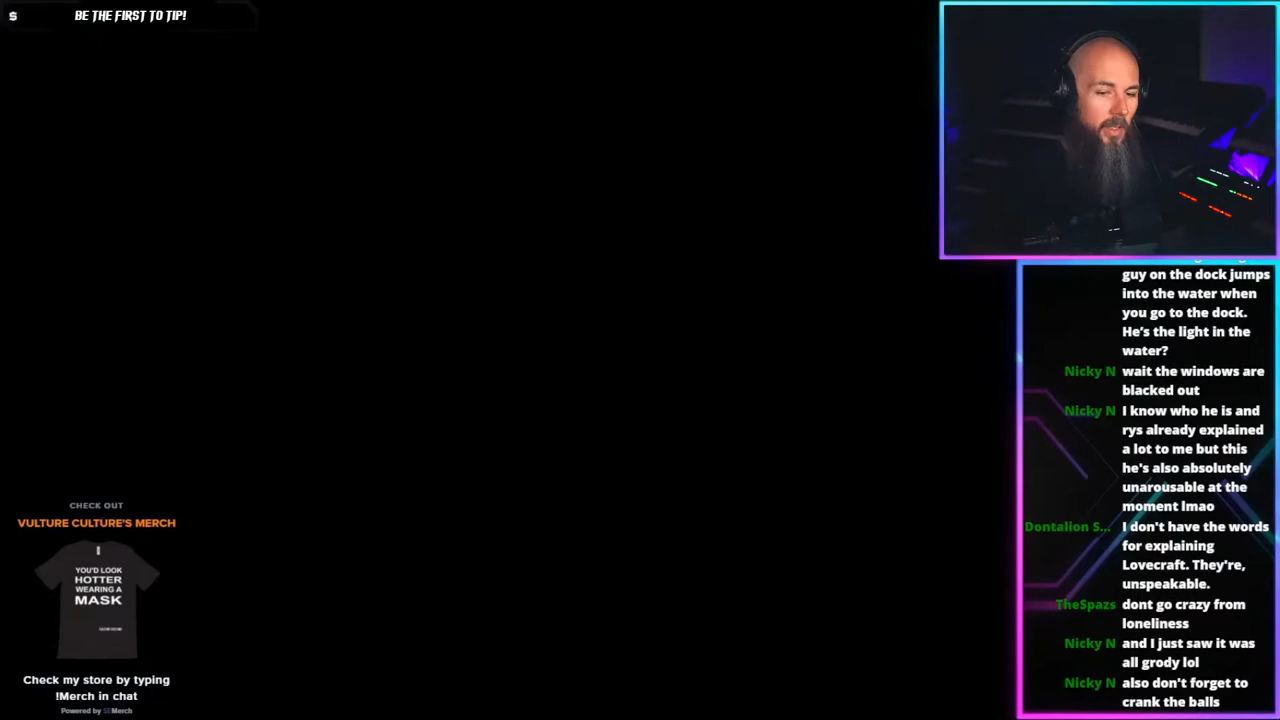 $ BE THE FIRST TO TIP!
guy on the dock jumps
into the water when
you go to the dock.
He's the light in the
water?
Nicky N wait the windows are
blacked out
Nicky N I know who he is and
rys already explained
a lot to me but this
he's also absolutely
unarousable at the
moment lmao
Dontalion S... I don't have the words
for explaining
Lovecraft. They're,
unspeakable.
TheSpazs dont go crazy from
loneliness
Nicky N and I just saw it was
all grody lol
Nicky N also don't forget to
crank the balls
CHECK OUT
VULTURE CULTURE'S MERCH
YOU'D LOOK
HOTTER
WEARING A
MASK
Check my store by typing
!Merch in chat
Powered by SEMerch